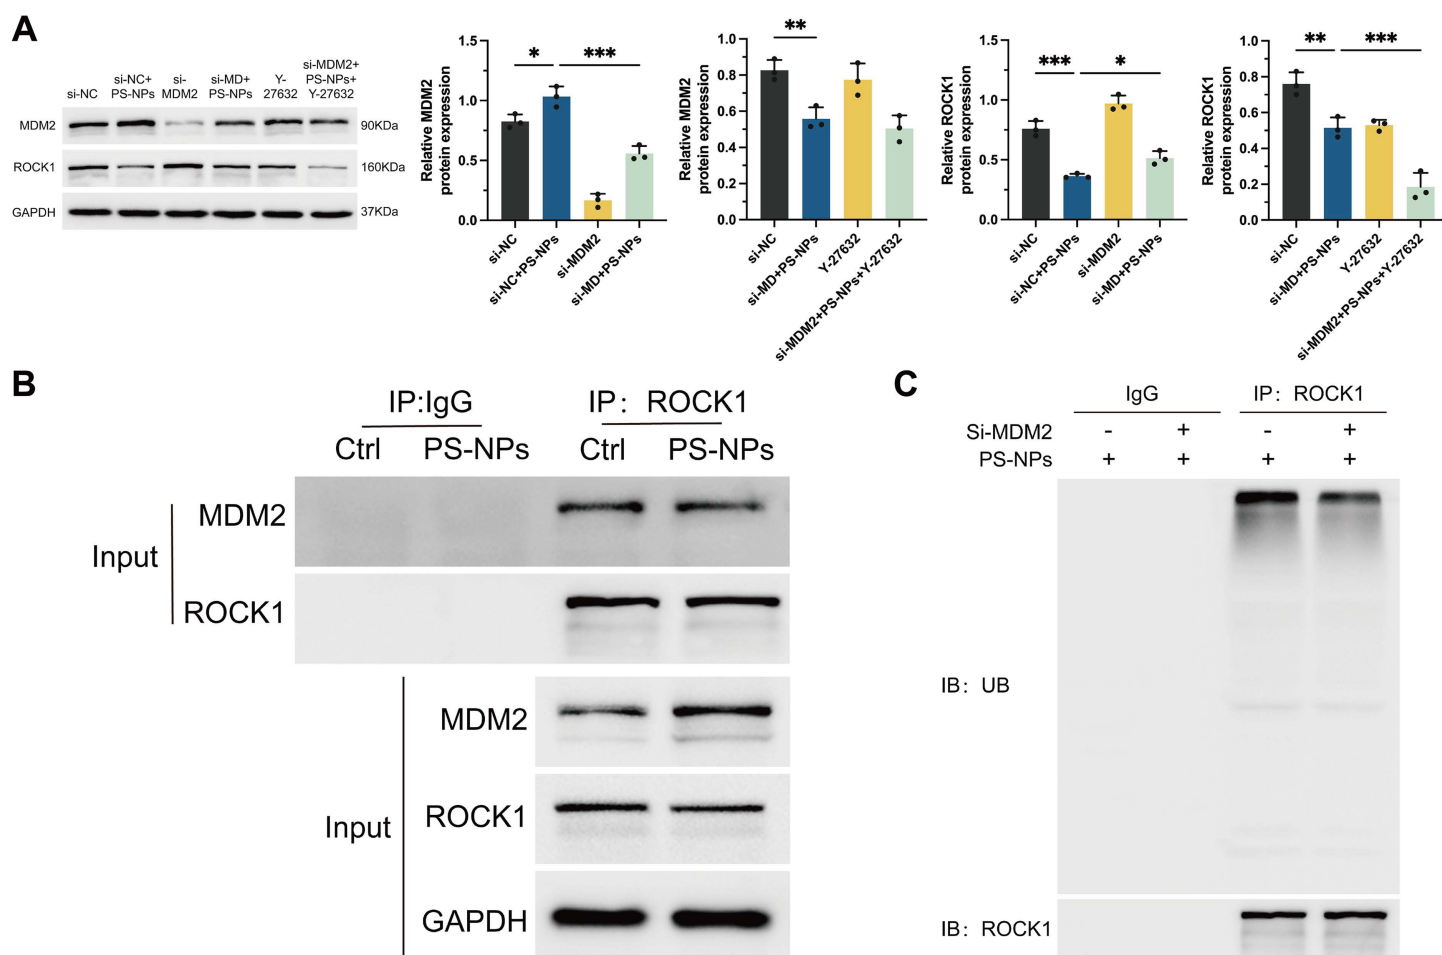 A
si-NC
si-NC+
PS-NPs
si-
MDM2
si-MD+
PS-NPs
Y-
27632
si-MDM2+
PS-NPs+
Y-27632
MDM2
90KDa
ROCK1
160KDa
GAPDH
37KDa
Relative MDM2
protein expression
1.5
1.0
0.5
0.0
*
***
si-NC
si-NC+PS-NPs
si-MDM2
si-MD+PS-NPs
Relative MDM2
protein expression
1.0
0.8
0.6
0.4
0.2
0.0
**
si-NC
si-MD+PS-NPs
Y-27632
si-MDM2+PS-NPs+Y-27632
Relative ROCK1
protein expression
1.5
1.0
0.5
0.0
***
*
si-NC
si-NC+PS-NPs
si-MDM2
si-MD+PS-NPs
Relative ROCK1
protein expression
1.0
0.8
0.6
0.4
0.2
0.0
**
***
si-NC
si-MD+PS-NPs
Y-27632
si-MDM2+PS-NPs+Y-27632
B
IP:IgG
IP: ROCK1
Ctrl PS-NPs Ctrl PS-NPs
Input
MDM2
ROCK1
Input
MDM2
ROCK1
GAPDH
C
IgG
IP: ROCK1
Si-MDM2 - + - +
PS-NPs + + + +
IB: UB
IB: ROCK1